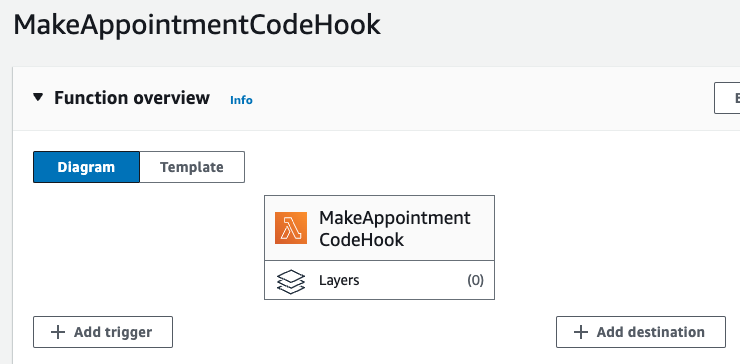 MakeAppointmentCodeHook
Function overview Info
Diagram Template
MakeAppointment
CodeHook
Layers (0)
Add trigger Add destination